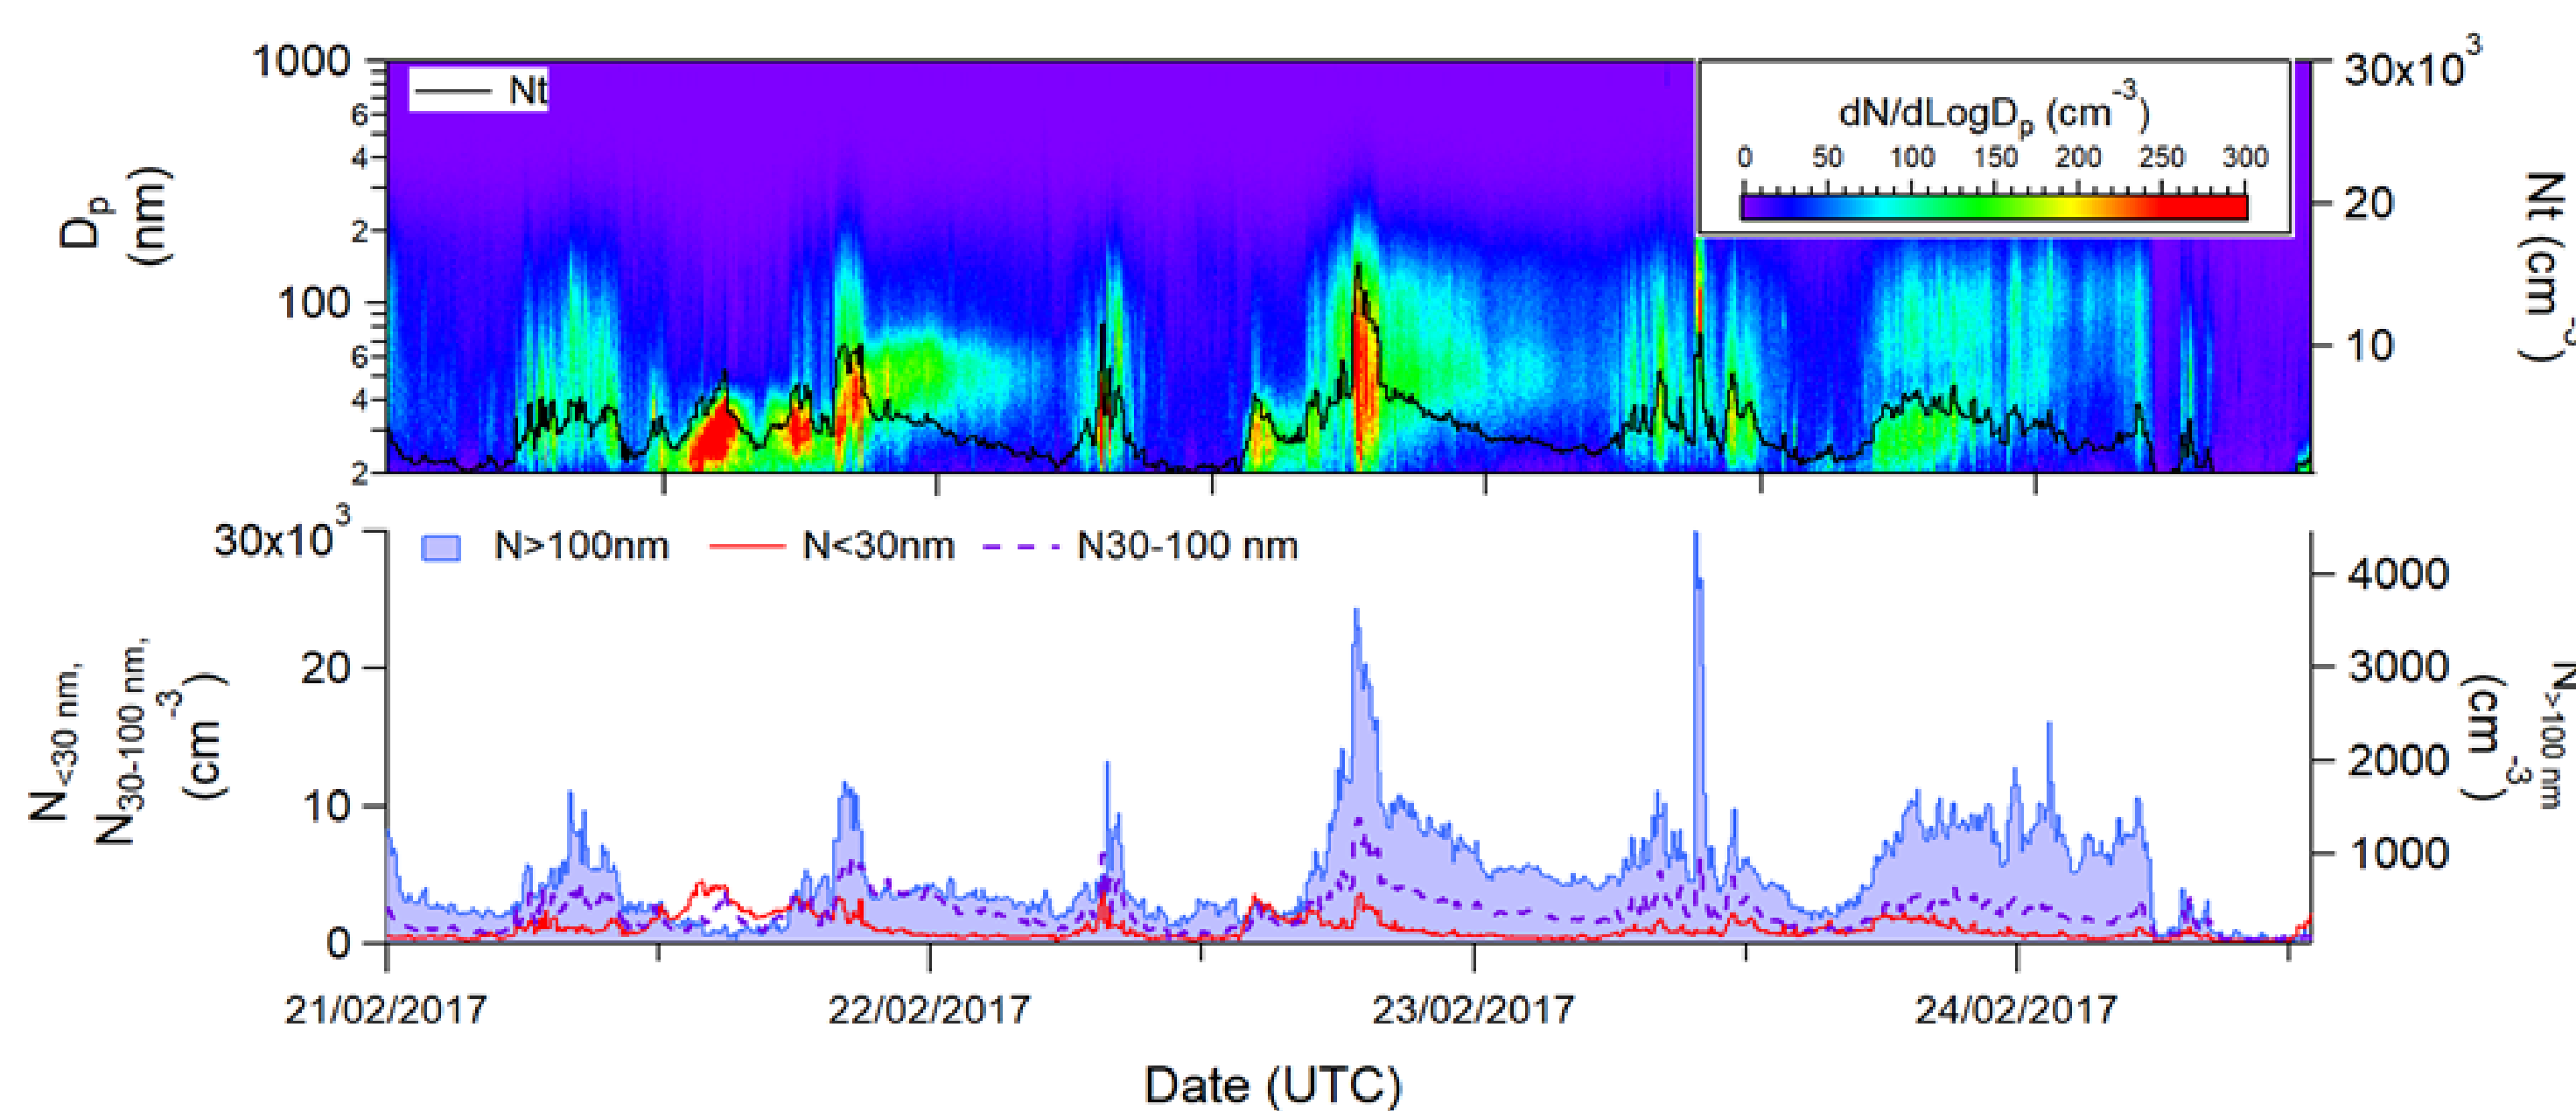 1000
6
4
2
100
6
4
2
Dp
(nm)
Nt
dN/dLogDp (cm-3)
0 50 100 150 200 250 300
30x103
20
10
Nt (cm-3)
30x103
20
10
0
N<30 nm,
N30-100 nm,
(cm-3)
N>100nm N<30nm N30-100 nm
4000
3000
2000
1000
N>100 nm
(cm-3)
21/02/2017 22/02/2017 23/02/2017 24/02/2017
Date (UTC)